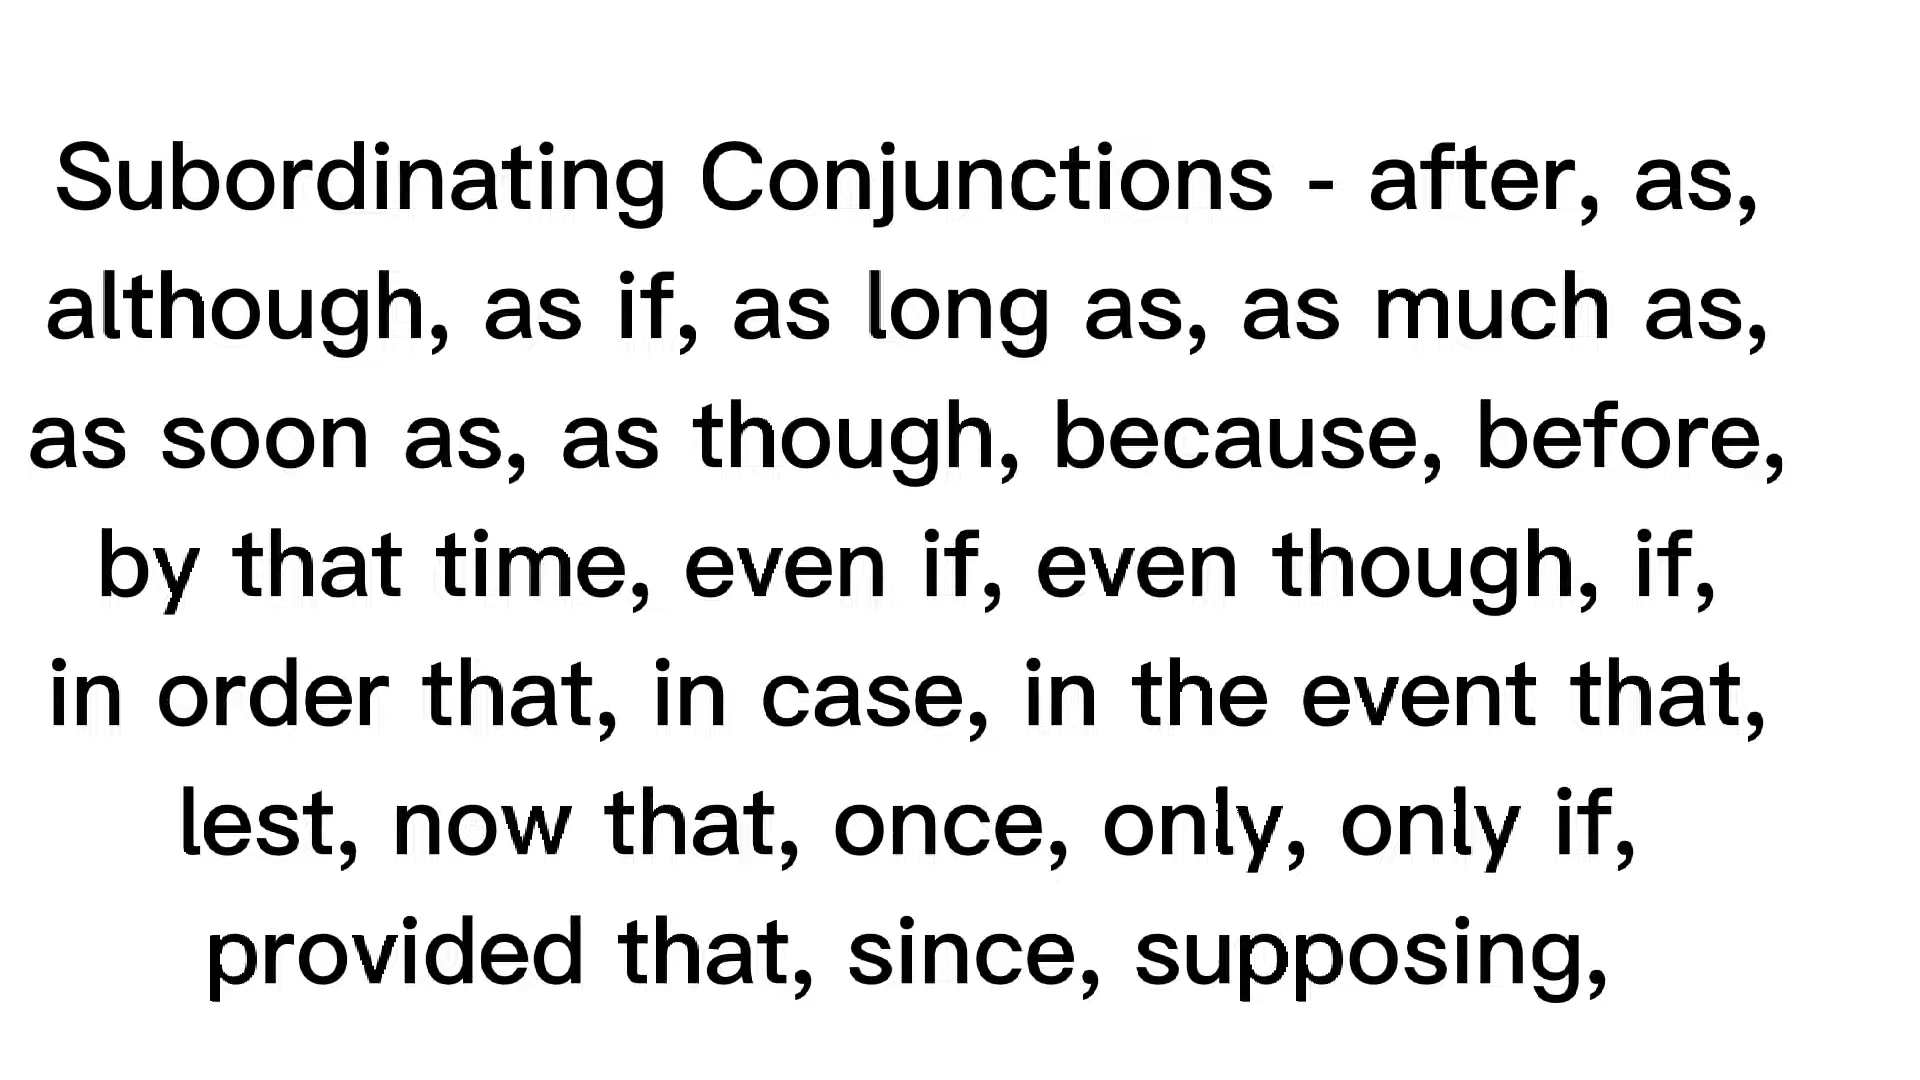 Subordinating Conjunctions - after, as,
although, as if, as long as, as much as,
as soon as, as though, because, before,
by that time, even if, even though, if,
in order that, in case, in the event that,
lest, now that, once, only, only if,
provided that, since, supposing,